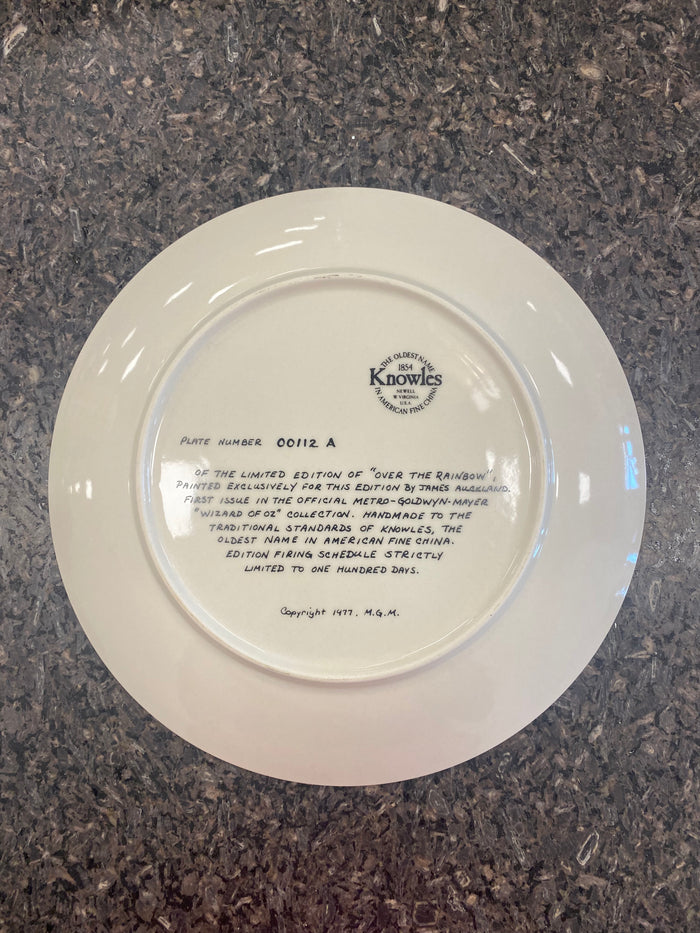 THE OLDEST NAME
1854
Knowles
NEWELL
W VIRGINIA
U.S.A.
IN AMERICAN FINE CHINA
PLATE NUMBER 00112 A
OF THE LIMITED EDITION OF "OVER THE RAINBOW",
PAINTED EXCLUSIVELY FOR THIS EDITION BY JAMES AUCKLAND.
FIRST ISSUE IN THE OFFICIAL METRO-GOLDWYN-MAYER
"WIZARD OF OZ" COLLECTION. HANDMADE TO THE
TRADITIONAL STANDARDS OF KNOWLES, THE
OLDEST NAME IN AMERICAN FINE CHINA.
EDITION FIRING SCHEDULE STRICTLY
LIMITED TO ONE HUNDRED DAYS.
Copyright 1977. M.G.M.